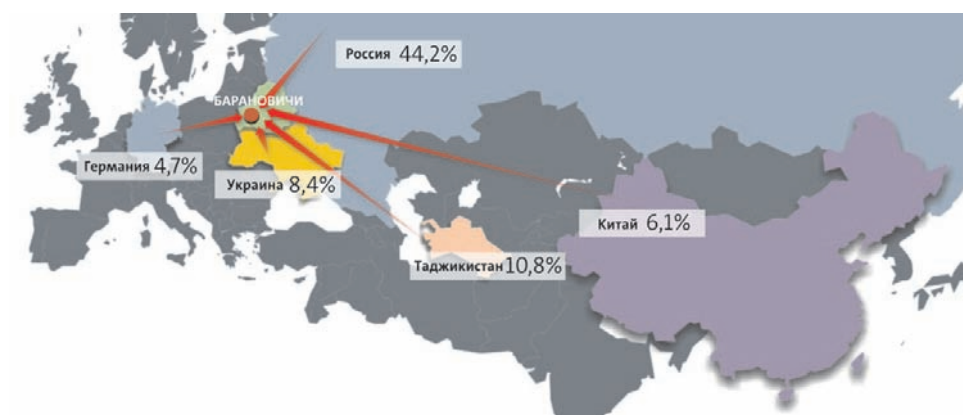 Россия 44,2%
БАРАНОВИЧИ
Германия 4,7%
Украина 8,4%
Китай 6,1%
Таджикистан 10,8%